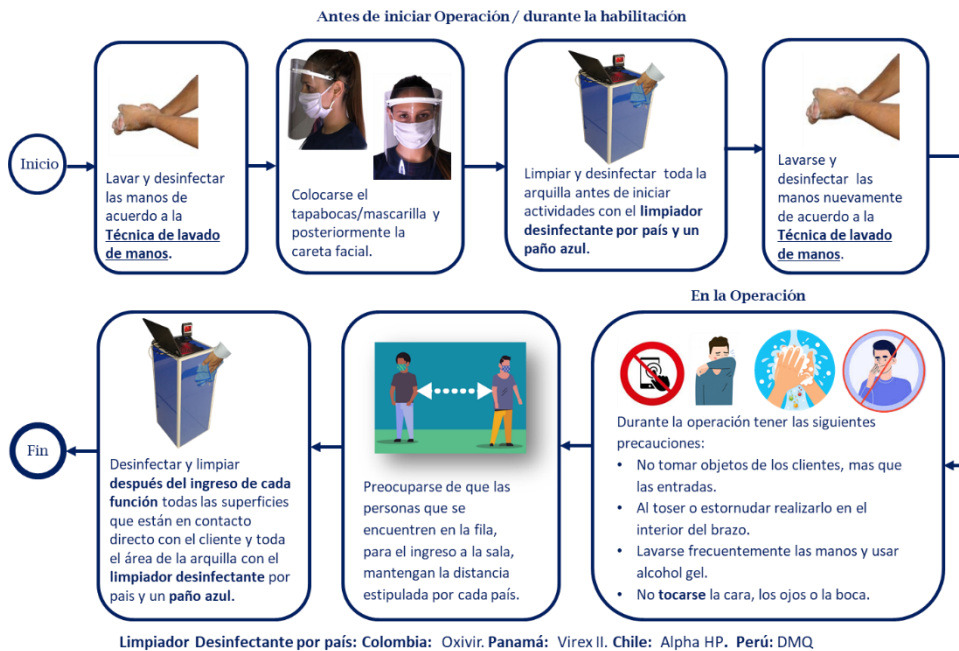 Antes de iniciar Operación / durante la habilitación
Inicio
Lavar y desinfectar
las manos de
acuerdo a la
Técnica de lavado
de manos.
Colocarse el
tapabocas/mascarilla y
posteriormente la
careta facial.
Limpiar y desinfectar toda la
arquilla antes de iniciar
actividades con el limpiador
desinfectante por país y un
paño azul.
Lavarse y
desinfectar las
manos nuevamente
de acuerdo a la
Técnica de lavado
de manos.
En la Operación
Durante la operación tener las siguientes
precauciones:
• No tomar objetos de los clientes, mas que
las entradas.
• Al toser o estornudar realizarlo en el
interior del brazo.
• Lavarse frecuentemente las manos y usar
alcohol gel.
• No tocarse la cara, los ojos o la boca.
Preocuparse de que las
personas que se
encuentren en la fila,
para el ingreso a la sala,
mantengan la distancia
estipulada por cada país.
Desinfectar y limpiar
después del ingreso de cada
función todas las superficies
que están en contacto
directo con el cliente y toda
el área de la arquilla con el
limpiador desinfectante por
pais y un paño azul.
Fin
Limpiador Desinfectante por país: Colombia: Oxivir. Panamá: Virex II. Chile: Alpha HP. Perú: DMQ